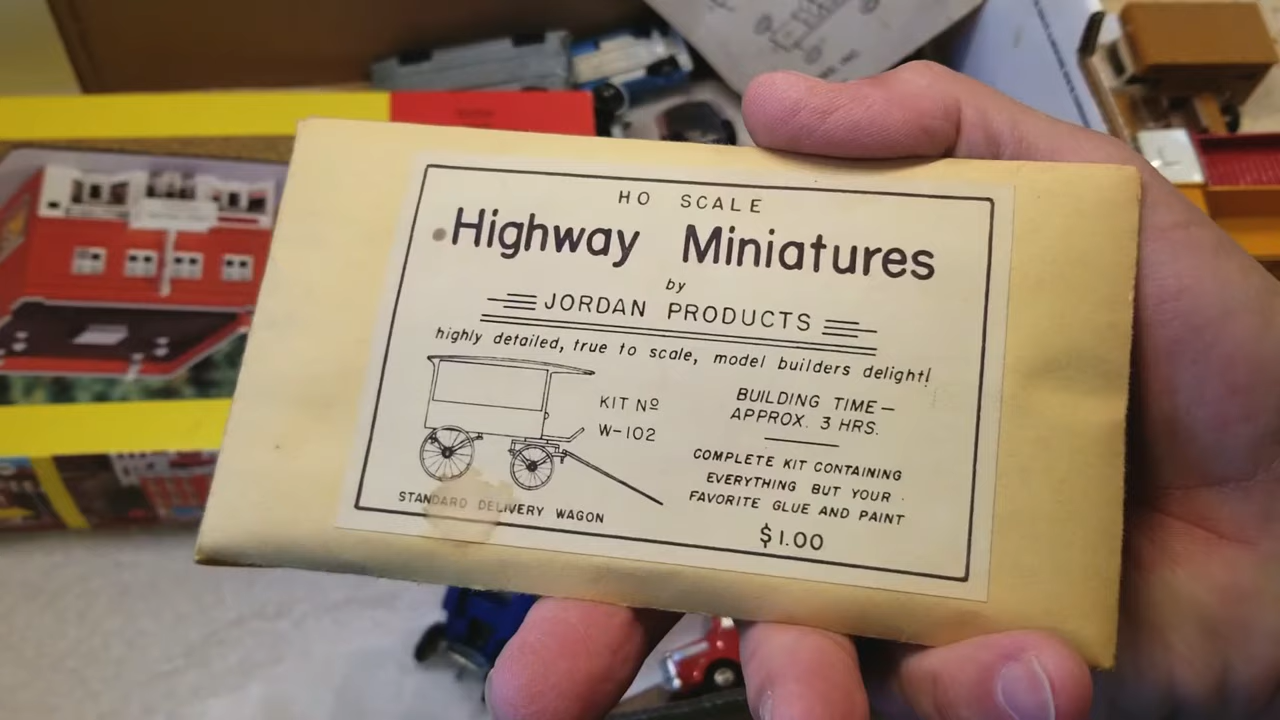 HO SCALE
Highway Miniatures
by
JORDAN PRODUCTS
highly detailed, true to scale, model builders delight!
KIT Nº
W-102
STANDARD DELIVERY WAGON
BUILDING TIME—
APPROX. 3 HRS.
COMPLETE KIT CONTAINING
EVERYTHING BUT YOUR
FAVORITE GLUE AND PAINT
$1.00